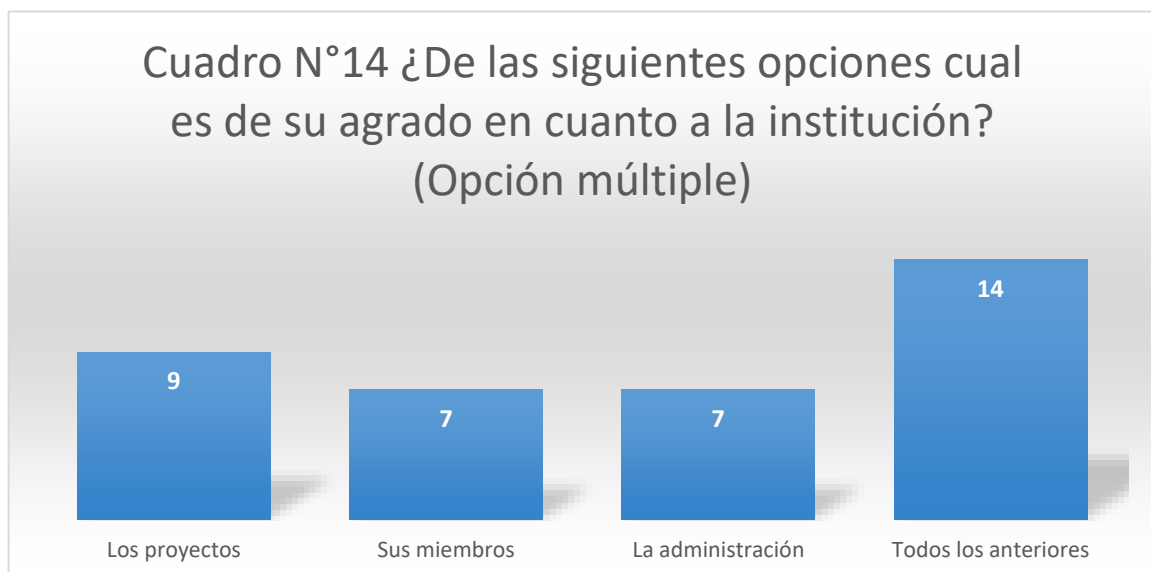 Cuadro N°14 ¿De las siguientes opciones cual
es de su agrado en cuanto a la institución?
(Opción múltiple)
14
9
7
7
Los proyectos
Sus miembros
La administración
Todos los anteriores